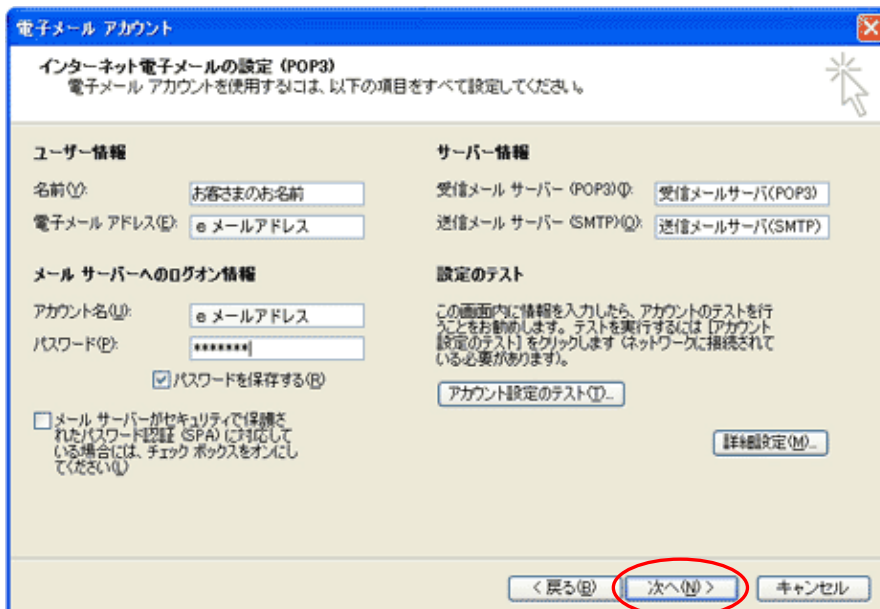 電子メール アカウント
インターネット電子メールの設定 (POP3)
電子メール アカウントを使用するには、以下の項目をすべて設定してください。
ユーザー情報
名前(Y):
お客さまのお名前
電子メール アドレス(E):
e メールアドレス
サーバー情報
受信メール サーバー (POP3)(I):
受信メールサーバ(POP3)
送信メール サーバー (SMTP)(O):
送信メールサーバ(SMTP)
メール サーバーへのログオン情報
アカウント名(U):
e メールアドレス
パスワード(P):
*******
パスワードを保存する(R)
メール サーバーがセキュリティで保護さ
れたパスワード認証 (SPA) に対応して
いる場合には、チェック ボックスをオンにし
てください(L)
設定のテスト
この画面内に情報を入力したら、アカウントのテストを行
うことをお勧めします。テストを実行するには [アカウント
設定のテスト] をクリックします (ネットワークに接続されて
いる必要があります)。
アカウント設定のテスト(T)...
詳細設定(M)...
< 戻る(B)
次へ(N) >
キャンセル